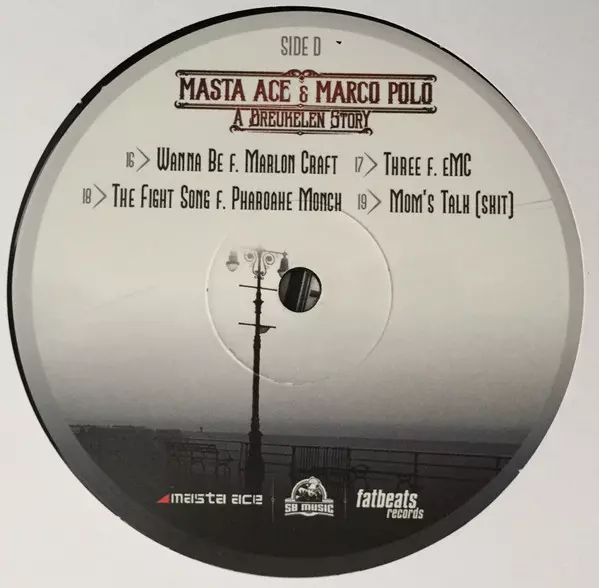 SIDE D
MASTA ACE & MARCO POLO
A BREUKELEN STORY
16> WANNA BE F. MARLON CRAFT 17> THREE F. EMC
18> THE FIGHT SONG F. PHAROAHE MONCH 19> MOM'S TALK (SKIT)
masta ace SB MUSIC fatbeats
records